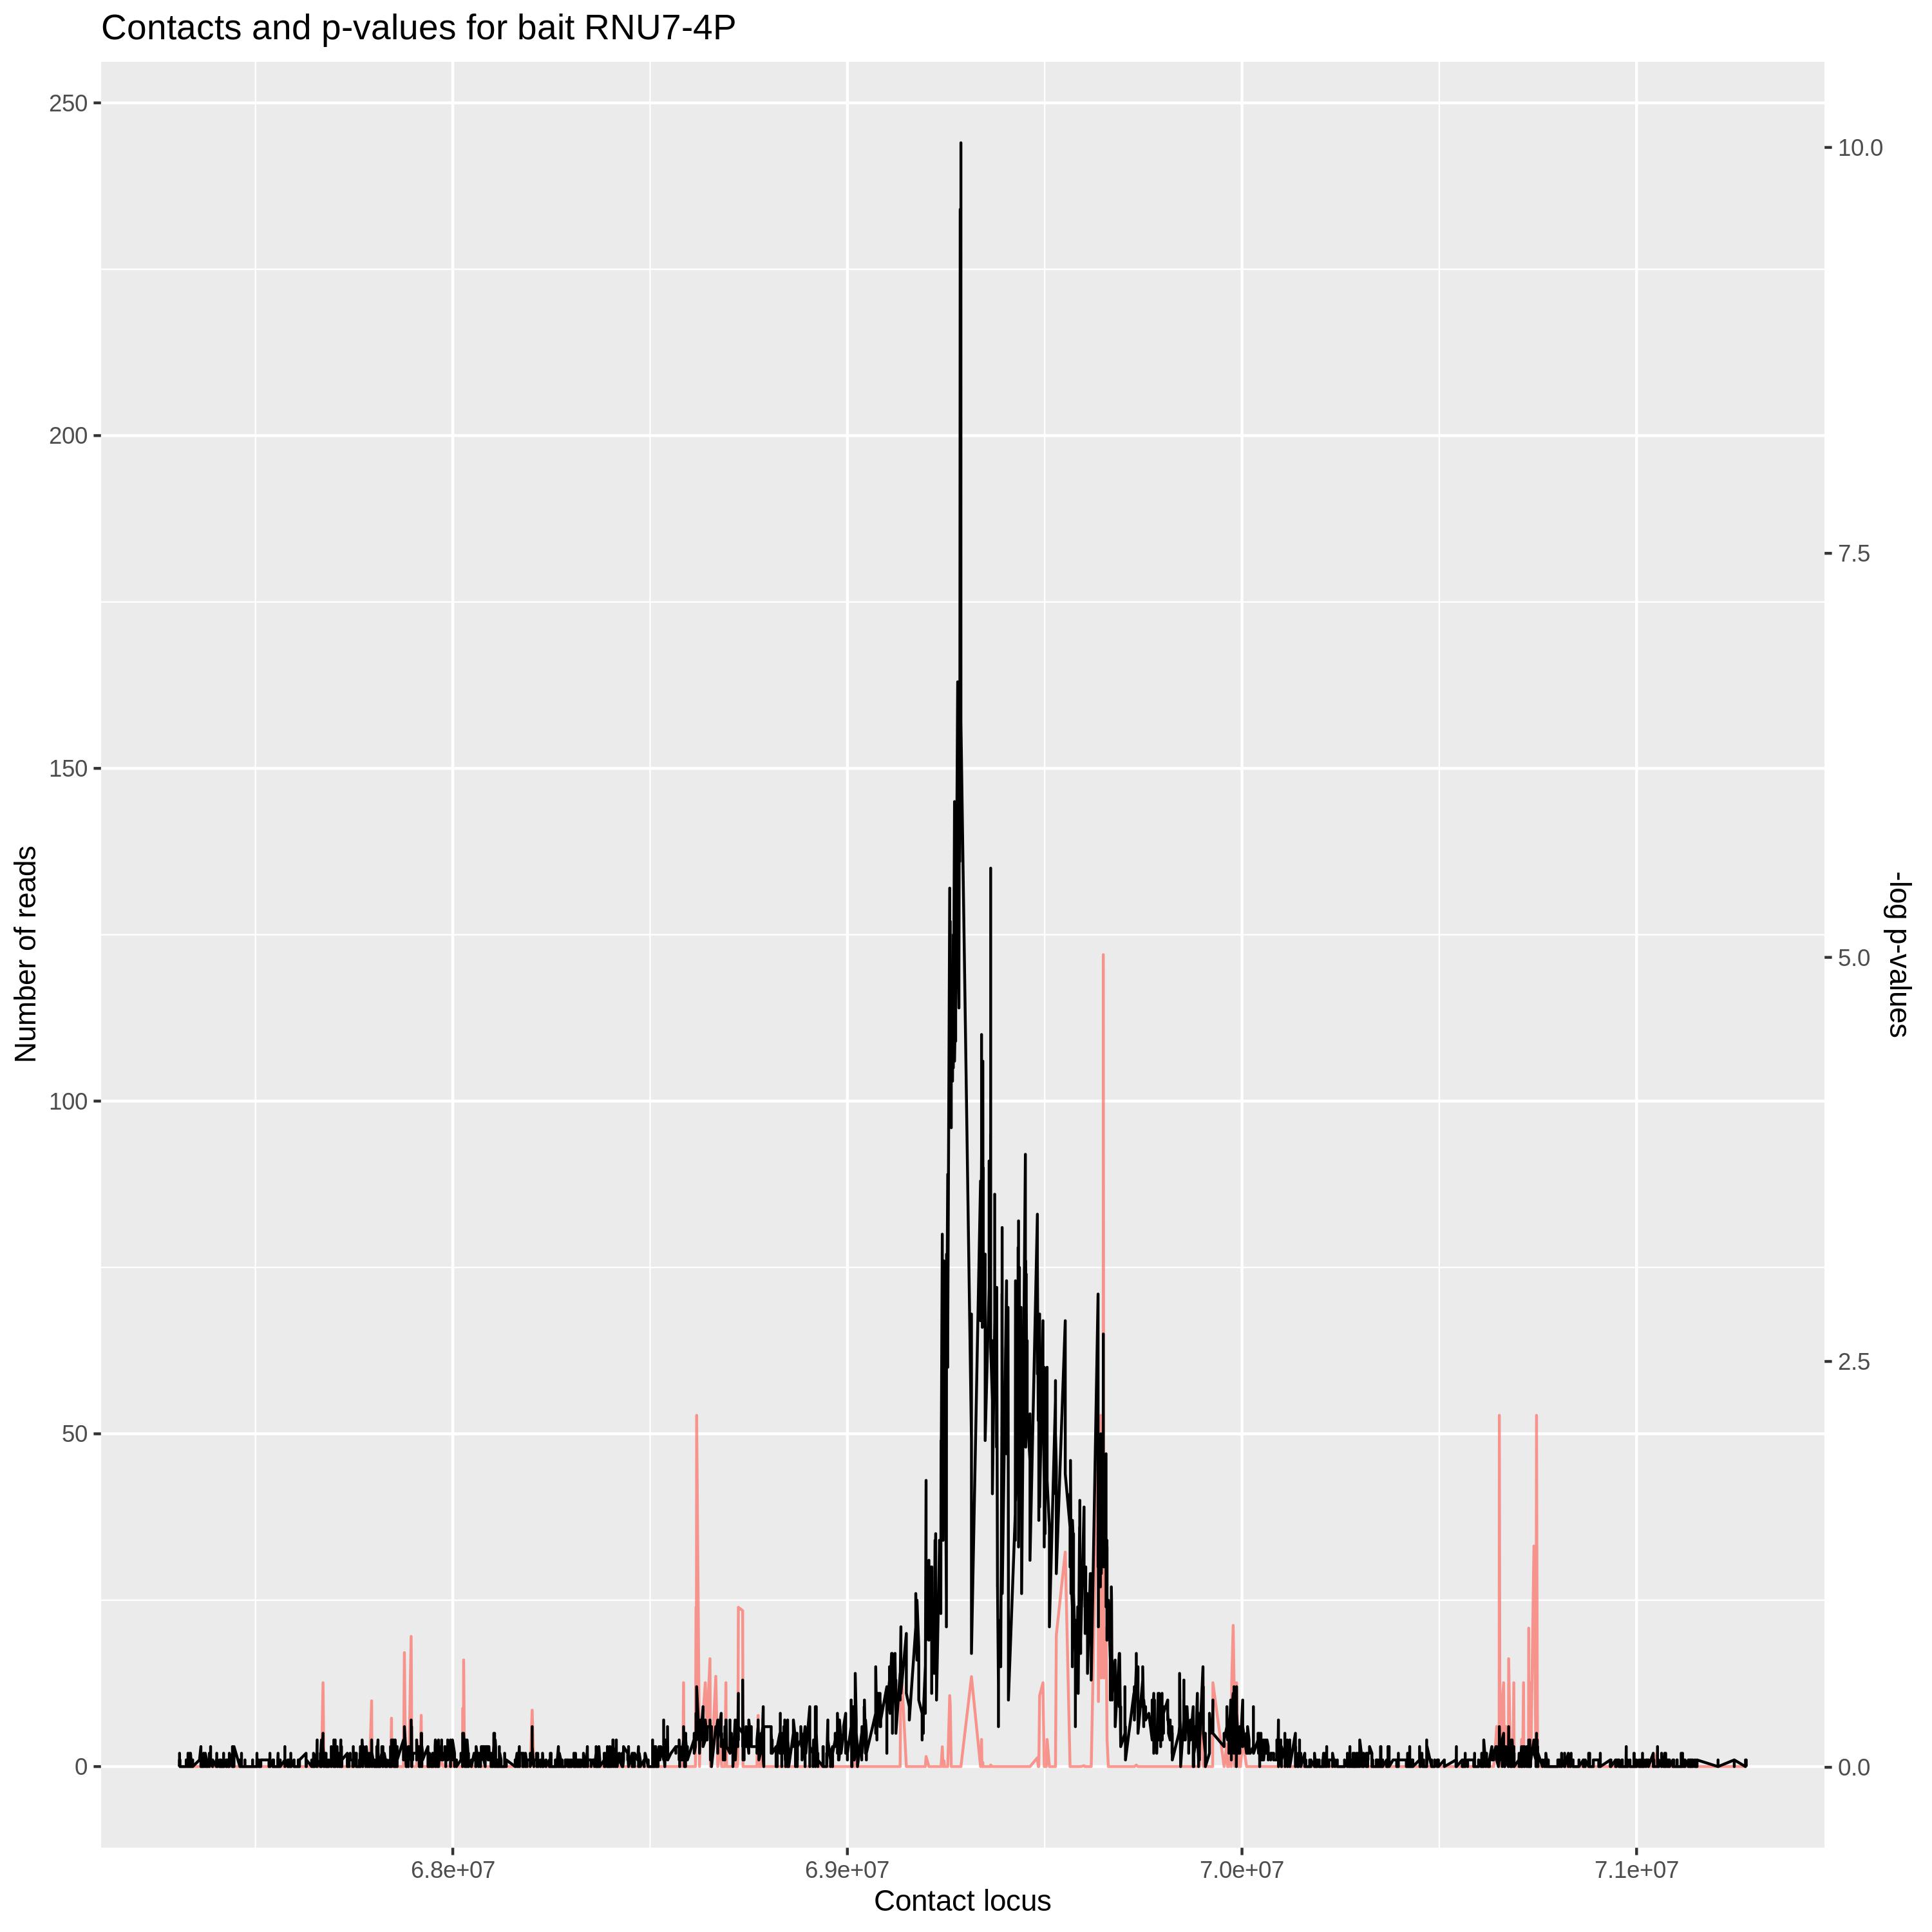 Contacts and p-values for bait RNU7-4P
250
200
150
100
50
0
Number of reads
10.0
7.5
5.0
2.5
0.0
-log p-values
6.8e+07
6.9e+07
7.0e+07
7.1e+07
Contact locus